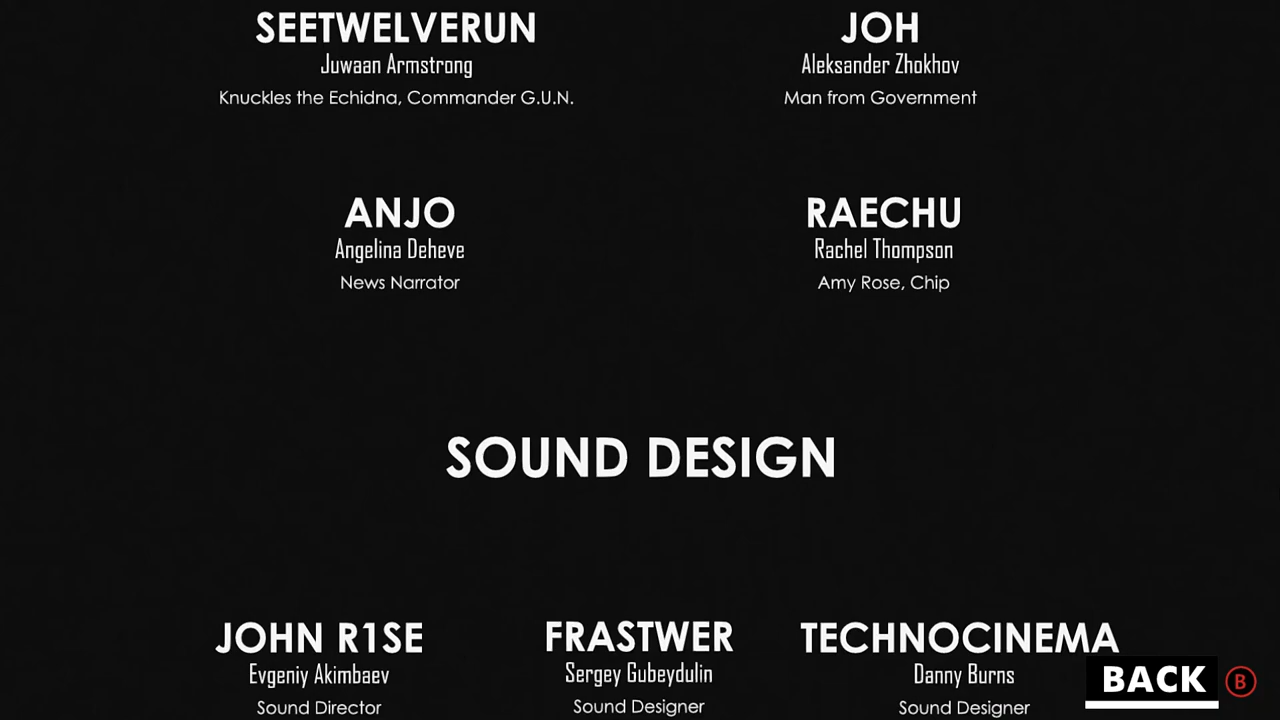 SEETWELVERUN
Juwaan Armstrong
Knuckles the Echidna, Commander G.U.N.
JOH
Aleksander Zhokhov
Man from Government
ANJO
Angelina Deheve
News Narrator
RAECHU
Rachel Thompson
Amy Rose, Chip
SOUND DESIGN
JOHN R1SE
Evgeniy Akimbaev
Sound Director
FRASTWER
Sergey Gubeydulin
Sound Designer
TECHNOCINEMA
Danny Burns
Sound Designer
BACK B